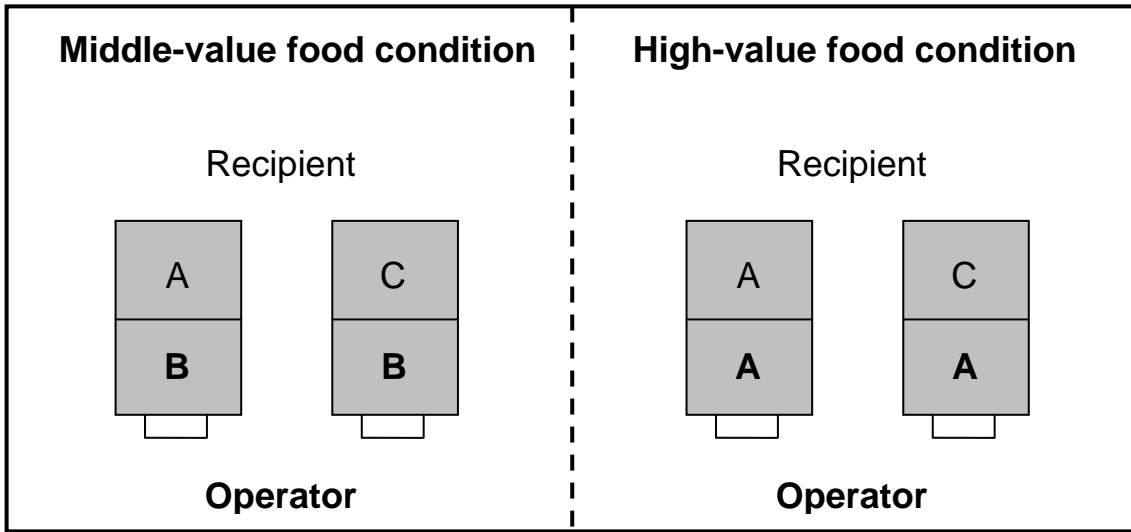 Middle-value food condition
Recipient
A C
B B
Operator
High-value food condition
Recipient
A C
A A
Operator